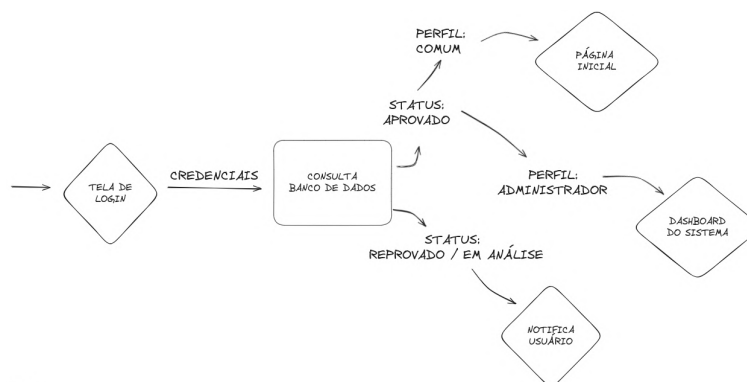 PERFIL:
COMUM
PÁGINA
INICIAL
STATUS:
APROVADO
CREDENCIAIS
TELA DE
LOGIN
CONSULTA
BANCO DE DADOS
PERFIL:
ADMINISTRADOR
DASHBOARD
DO SISTEMA
STATUS:
REPROVADO / EM ANÁLISE
NOTIFICA
USUÁRIO